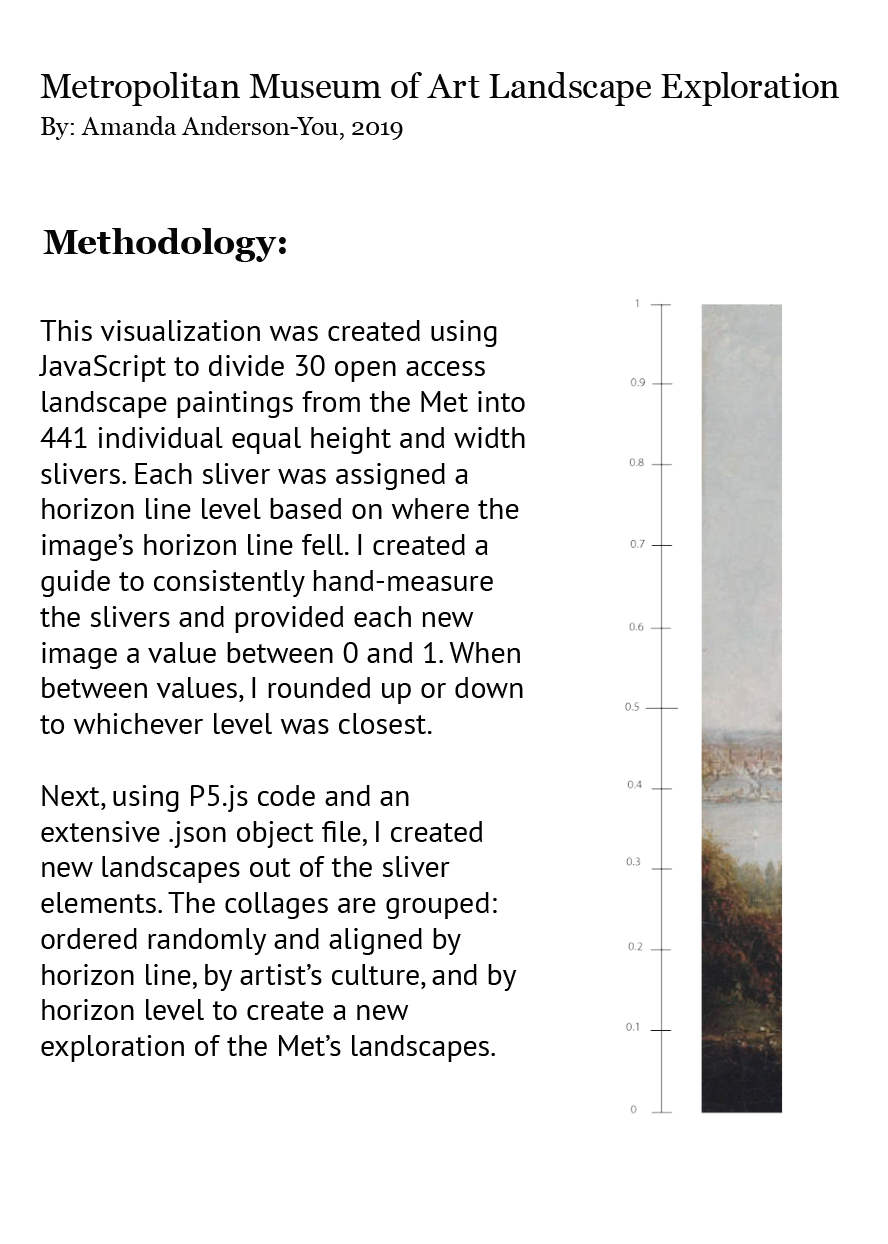 Metropolitan Museum of Art Landscape Exploration
By: Amanda Anderson-You, 2019
Methodology:
This visualization was created using
JavaScript to divide 30 open access
landscape paintings from the Met into
441 individual equal height and width
slivers. Each sliver was assigned a
horizon line level based on where the
image’s horizon line fell. I created a
guide to consistently hand-measure
the slivers and provided each new
image a value between 0 and 1. When
between values, I rounded up or down
to whichever level was closest.
Next, using P5.js code and an
extensive .json object file, I created
new landscapes out of the sliver
elements. The collages are grouped:
ordered randomly and aligned by
horizon line, by artist’s culture, and by
horizon level to create a new
exploration of the Met’s landscapes.
1
0.9
0.8
0.7
0.6
0.5
0.4
0.3
0.2
0.1
0